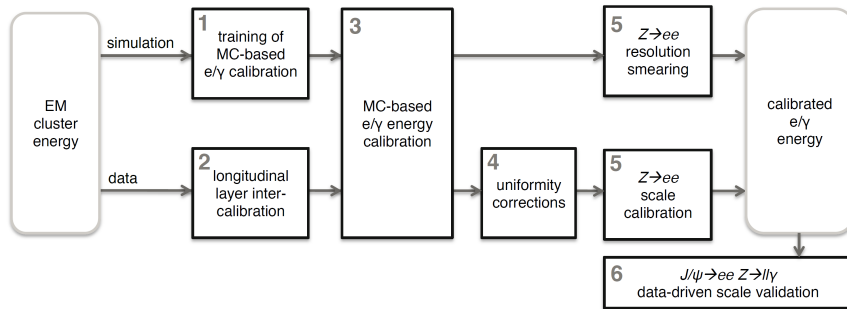 EM
cluster
energy
simulation
data
1
training of
MC-based
e/γ calibration
2
longitudinal
layer inter-
calibration
3
MC-based
e/γ energy
calibration
4
uniformity
corrections
5
Z→ee
resolution
smearing
5
Z→ee
scale
calibration
calibrated
e/γ
energy
6
J/ψ→ee Z→llγ
data-driven scale validation